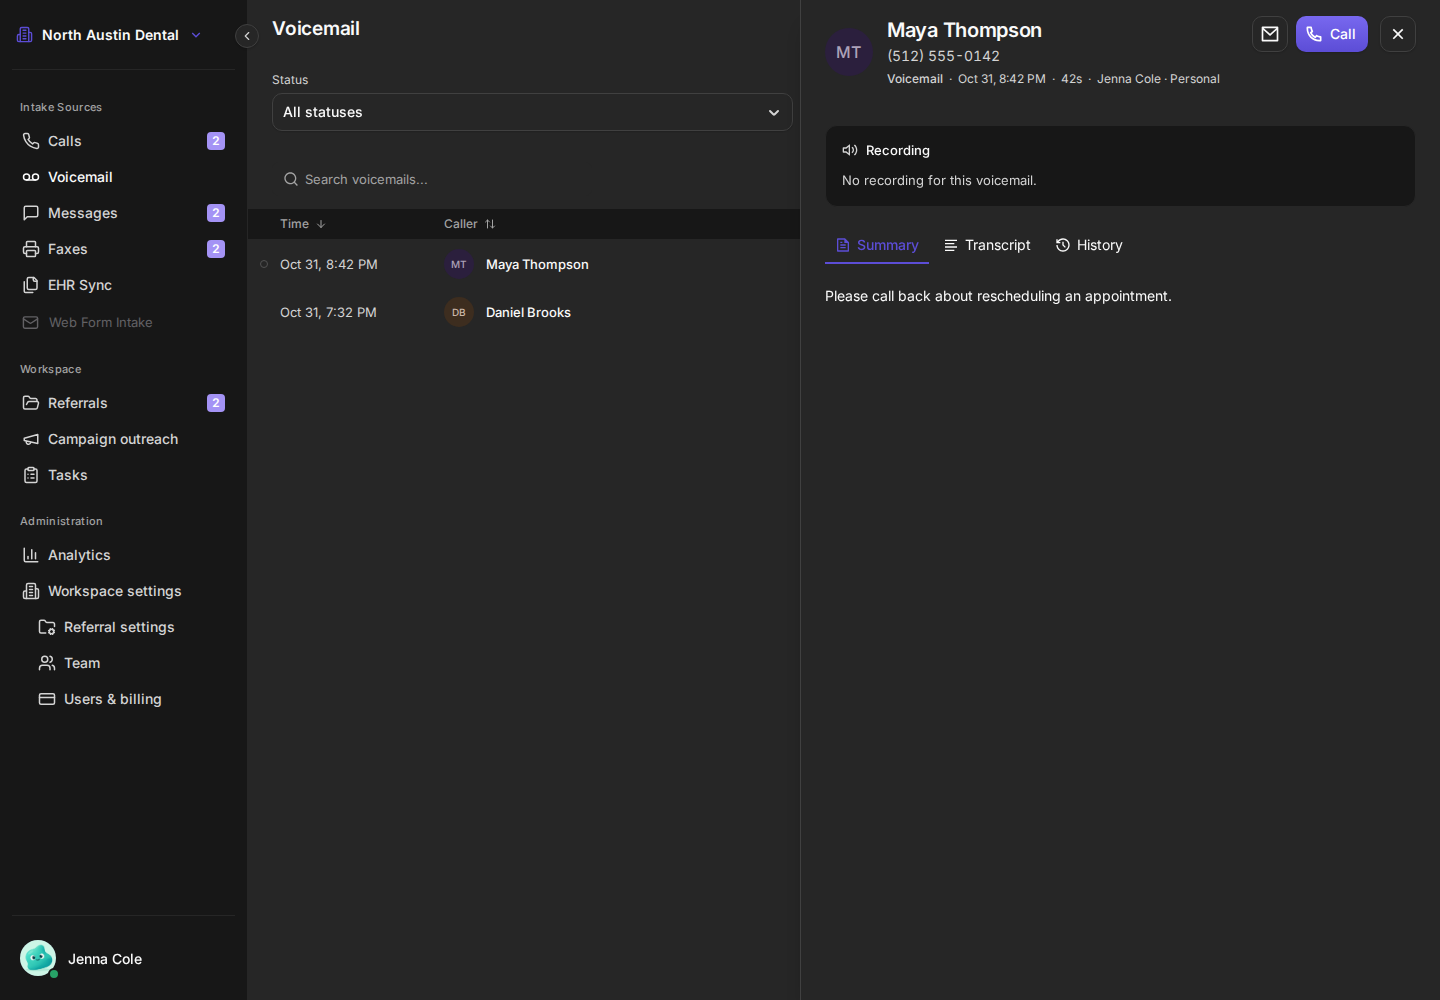 North Austin Dental
Intake Sources
Calls 2
Voicemail
Messages 2
Faxes 2
EHR Sync
Web Form Intake
Workspace
Referrals 2
Campaign outreach
Tasks
Administration
Analytics
Workspace settings
Referral settings
Team
Users & billing
Jenna Cole
Voicemail
Status
All statuses
Search voicemails...
Time Caller
Oct 31, 8:42 PM MT Maya Thompson
Oct 31, 7:32 PM DB Daniel Brooks
MT
Maya Thompson
(512) 555-0142
Voicemail · Oct 31, 8:42 PM · 42s · Jenna Cole · Personal
Call
Recording
No recording for this voicemail.
Summary Transcript History
Please call back about rescheduling an appointment.